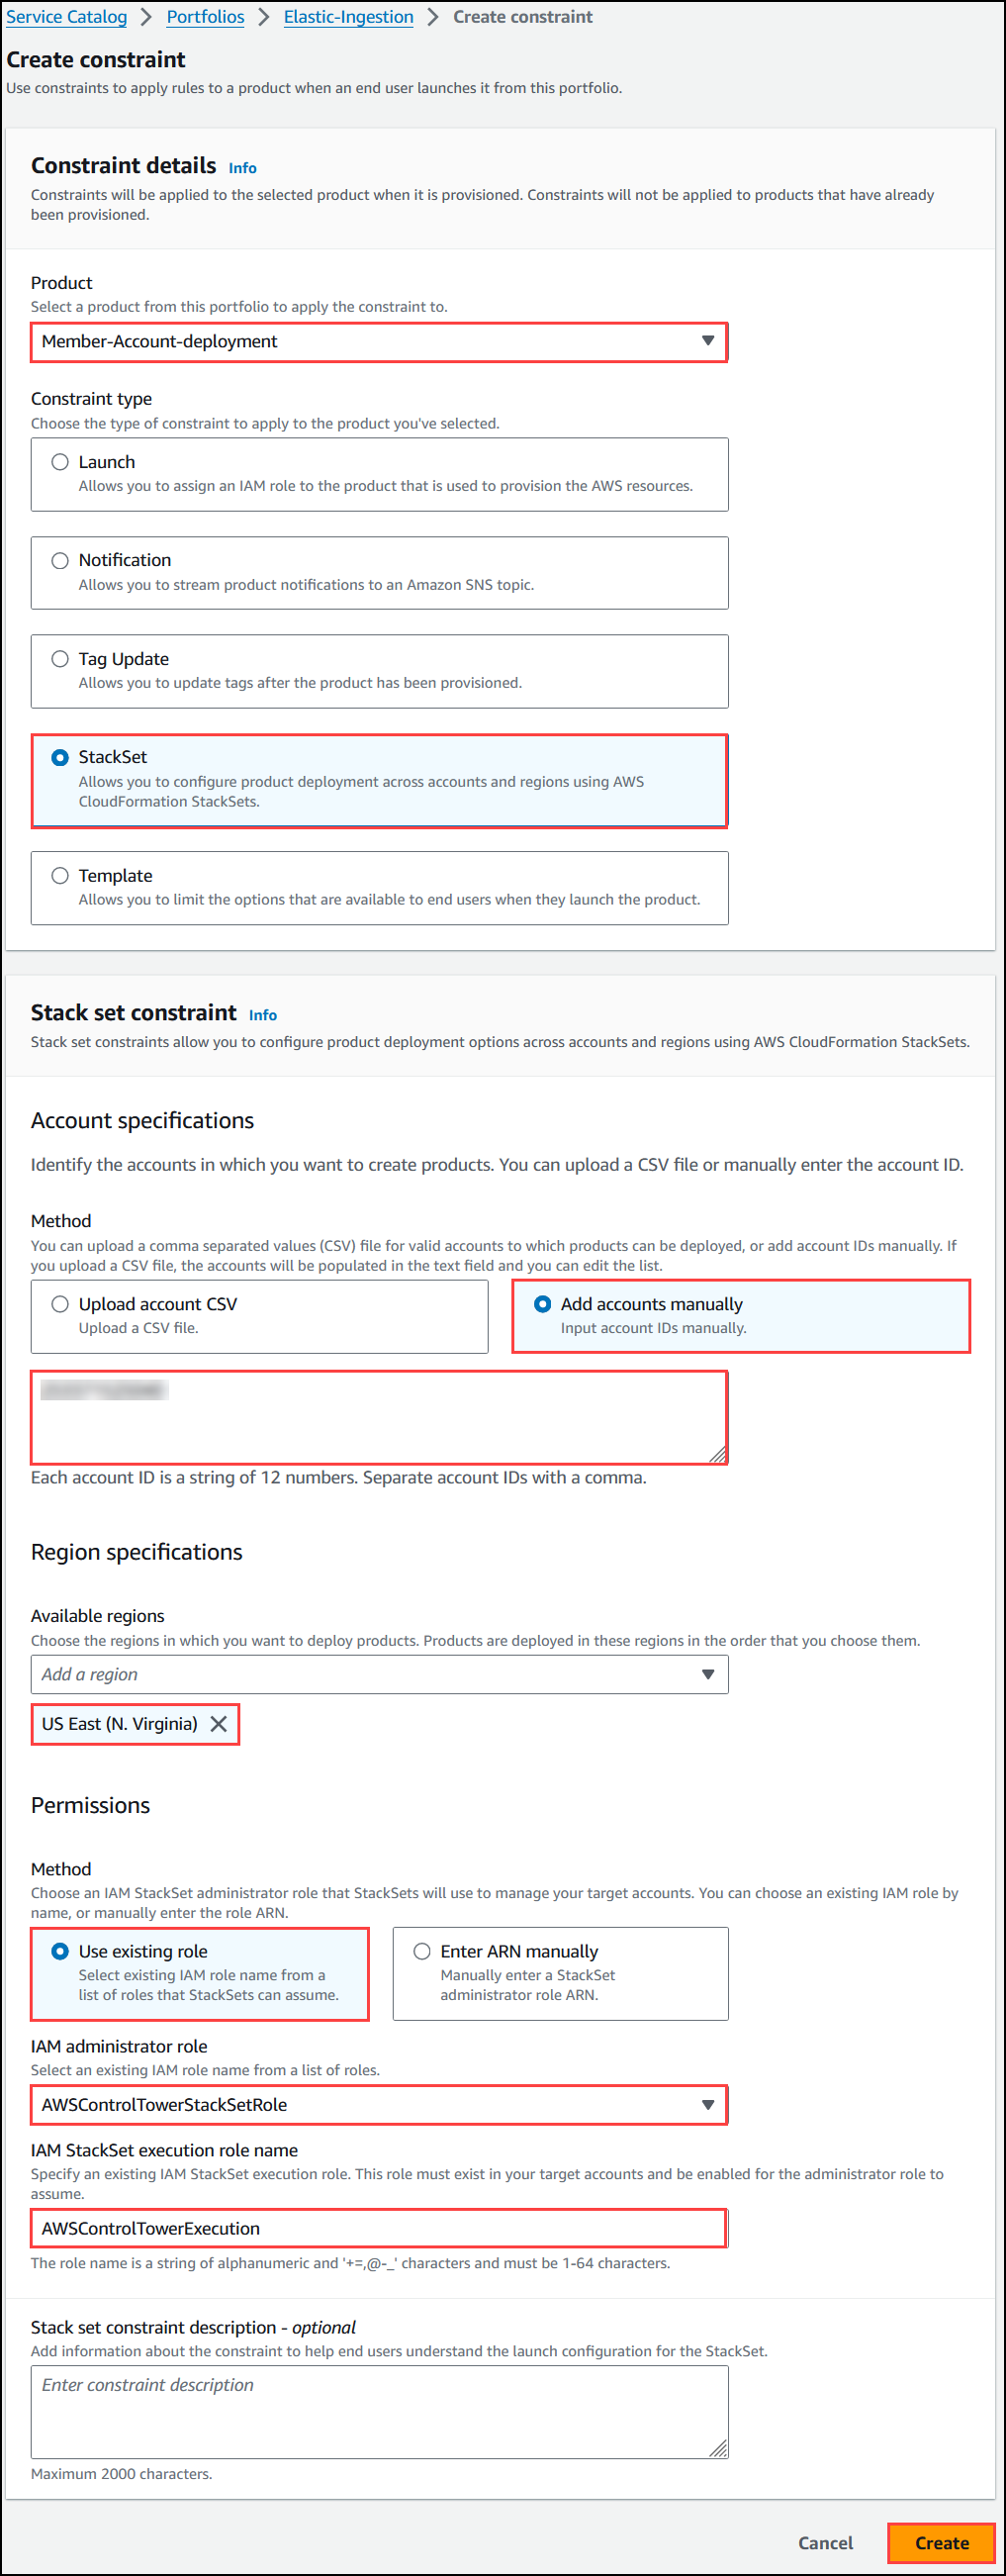 Service Catalog > Portfolios > Elastic-Ingestion > Create constraint
Create constraint
Use constraints to apply rules to a product when an end user launches it from this portfolio.
Constraint details Info
Constraints will be applied to the selected product when it is provisioned. Constraints will not be applied to products that have already
been provisioned.
Product
Select a product from this portfolio to apply the constraint to.
Member-Account-deployment
Constraint type
Choose the type of constraint to apply to the product you've selected.
Launch
Allows you to assign an IAM role to the product that is used to provision the AWS resources.
Notification
Allows you to stream product notifications to an Amazon SNS topic.
Tag Update
Allows you to update tags after the product has been provisioned.
StackSet
Allows you to configure product deployment across accounts and regions using AWS
CloudFormation StackSets.
Template
Allows you to limit the options that are available to end users when they launch the product.
Stack set constraint Info
Stack set constraints allow you to configure product deployment options across accounts and regions using AWS CloudFormation StackSets.
Account specifications
Identify the accounts in which you want to create products. You can upload a CSV file or manually enter the account ID.
Method
You can upload a comma separated values (CSV) file for valid accounts to which products can be deployed, or add account IDs manually. If
you upload a CSV file, the accounts will be populated in the text field and you can edit the list.
Upload account CSV
Upload a CSV file.
Add accounts manually
Input account IDs manually.
Each account ID is a string of 12 numbers. Separate account IDs with a comma.
Region specifications
Available regions
Choose the regions in which you want to deploy products. Products are deployed in these regions in the order that you choose them.
Add a region
US East (N. Virginia)
Permissions
Method
Choose an IAM StackSet administrator role that StackSets will use to manage your target accounts. You can choose an existing IAM role by
name, or manually enter the role ARN.
Use existing role
Select existing IAM role name from a
list of roles that StackSets can assume.
Enter ARN manually
Manually enter a StackSet
administrator role ARN.
IAM administrator role
Select an existing IAM role name from a list of roles.
AWSControlTowerStackSetRole
IAM StackSet execution role name
Specify an existing IAM StackSet execution role. This role must exist in your target accounts and be enabled for the administrator role to
assume.
AWSControlTowerExecution
The role name is a string of alphanumeric and '+=,@-_' characters and must be 1-64 characters.
Stack set constraint description - optional
Add information about the constraint to help end users understand the launch configuration for the StackSet.
Enter constraint description
Maximum 2000 characters.
Cancel
Create